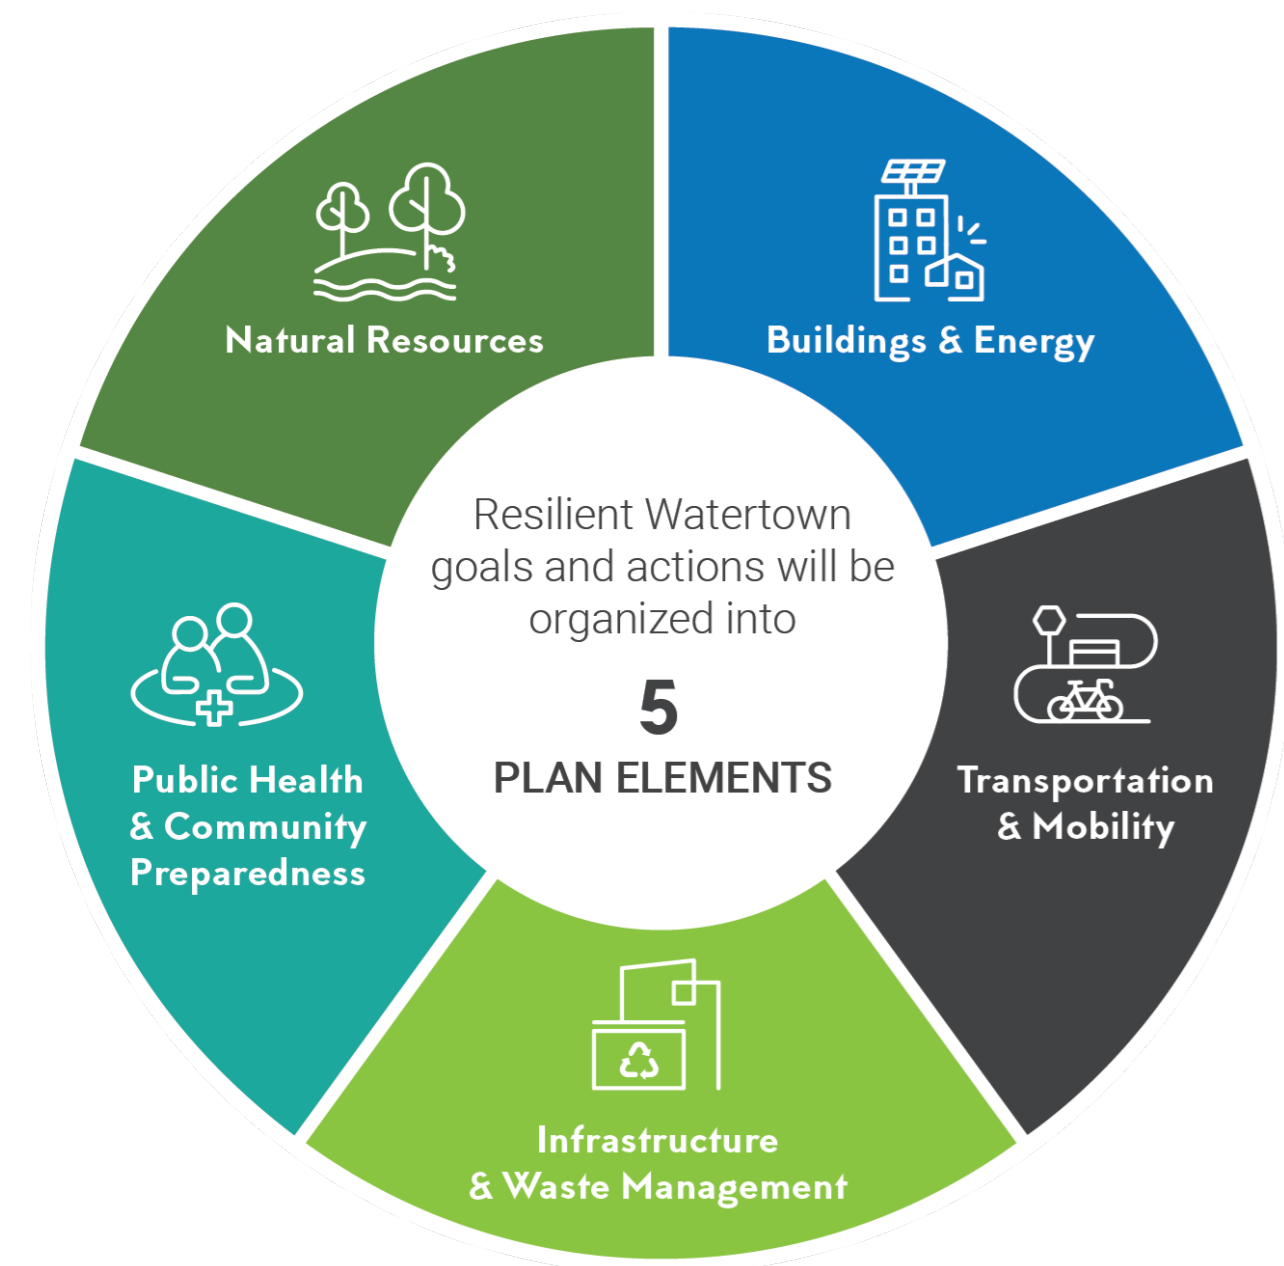 Natural Resources
Buildings & Energy
Resilient Watertown
goals and actions will be
organized into
5
PLAN ELEMENTS
Public Health
& Community
Preparedness
Transportation
& Mobility
Infrastructure
& Waste Management